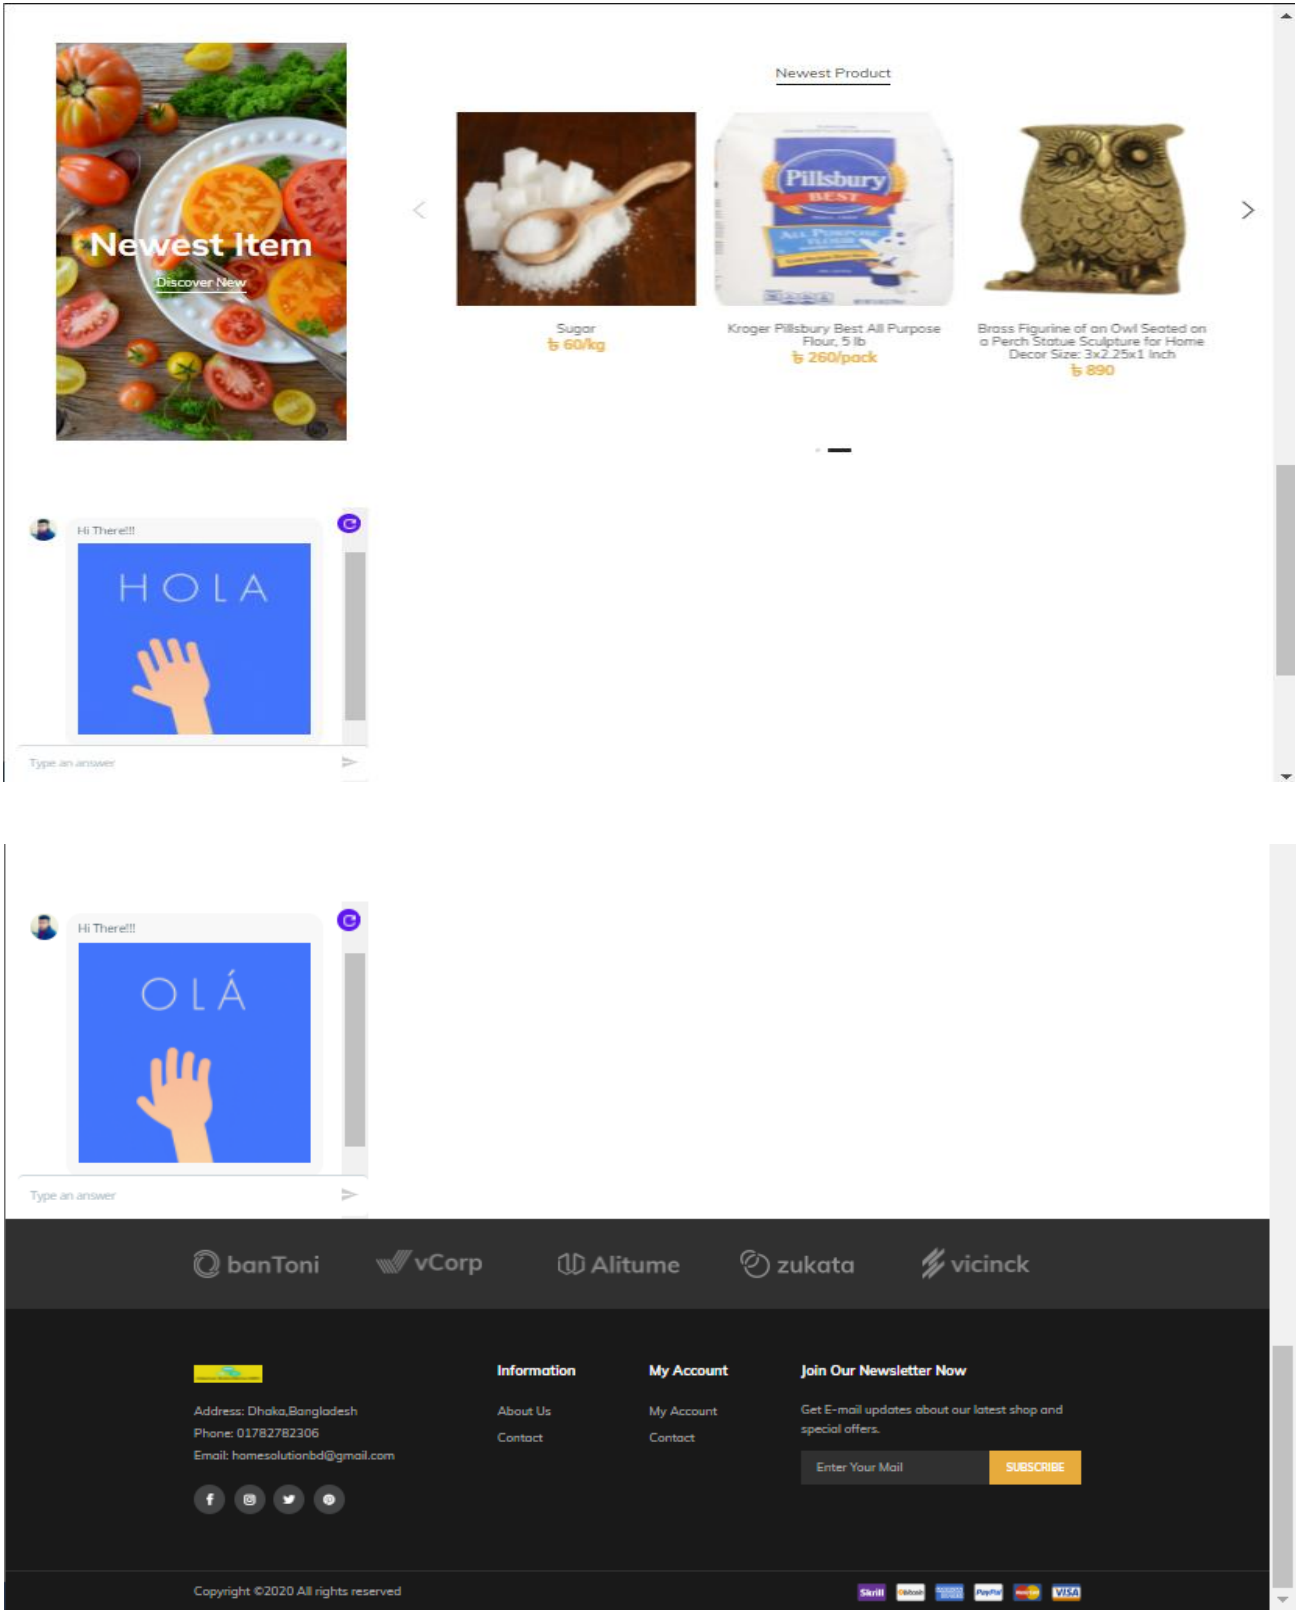 Newest Product
Newest Item
Discover New
Pillsbury
BEST
ALL PURPOSE
FLOUR
Sugar
৳ 60/kg
Kroger Pillsbury Best All Purpose
Flour, 5 lb
৳ 260/pack
Brass Figurine of an Owl Seated on
a Perch Statue Sculpture for Home
Decor Size: 3x2.25x1 Inch
৳ 890
Hi There!!!
HOLA
Type an answer
Hi There!!!
OLÁ
Type an answer
banToni
vCorp
Alitume
zukata
vicinck
Information
My Account
Join Our Newsletter Now
Address: Dhaka,Bangladesh
Phone: 01782782306
Email: homesolutionbd@gmail.com
About Us
Contact
My Account
Contact
Get E-mail updates about our latest shop and
special offers.
Enter Your Mail
SUBSCRIBE
Copyright ©2020 All rights reserved
Skrill
bitcoin
PayPal
VISA